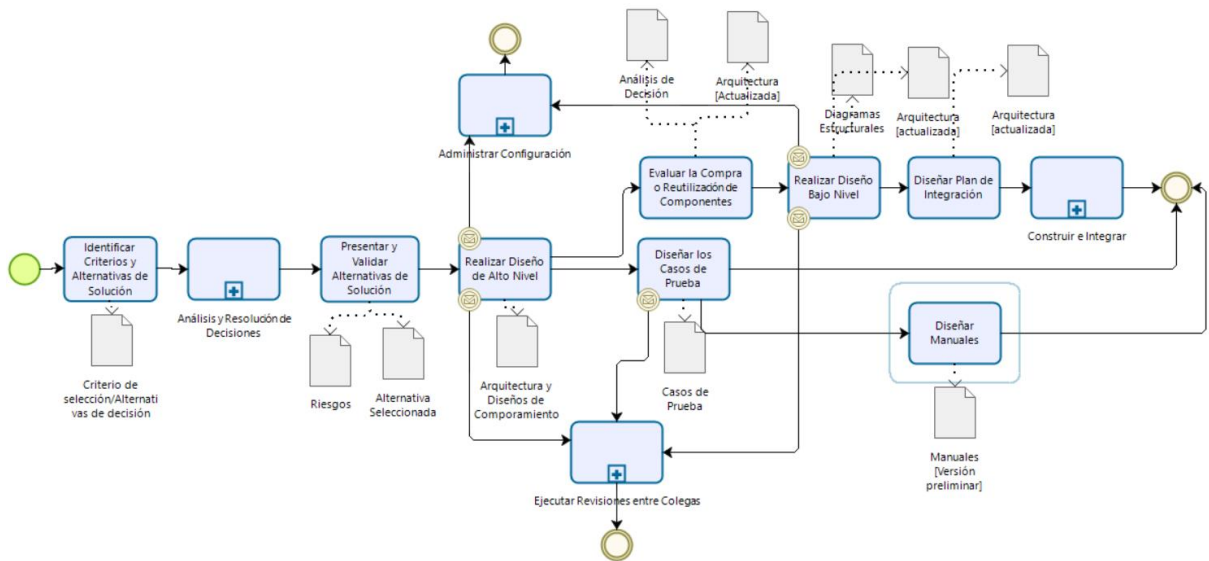 Análisis de
Decisión
Arquitectura
[Actualizada]
Diagramas
Estructurales
Arquitectura
[actualizada]
Arquitectura
[actualizada]
Administrar Configuración
Evaluar la Compra
o Reutilización de
Componentes
Realizar Diseño
Bajo Nivel
Diseñar Plan de
Integración
Construir e Integrar
Identificar
Criterios y
Alternativas de
Solución
Análisis y Resolución de
Decisiones
Presentar y
Validar
Alternativas de
Solución
Realizar Diseño
de Alto Nivel
Diseñar los
Casos de
Prueba
Diseñar
Manuales
Criterio de
selección/Alternati
vas de decisión
Riesgos
Alternativa
Seleccionada
Arquitectura y
Diseños de
Comporamiento
Casos de
Prueba
Manuales
[Versión
preliminar]
Ejecutar Revisiones entre Colegas